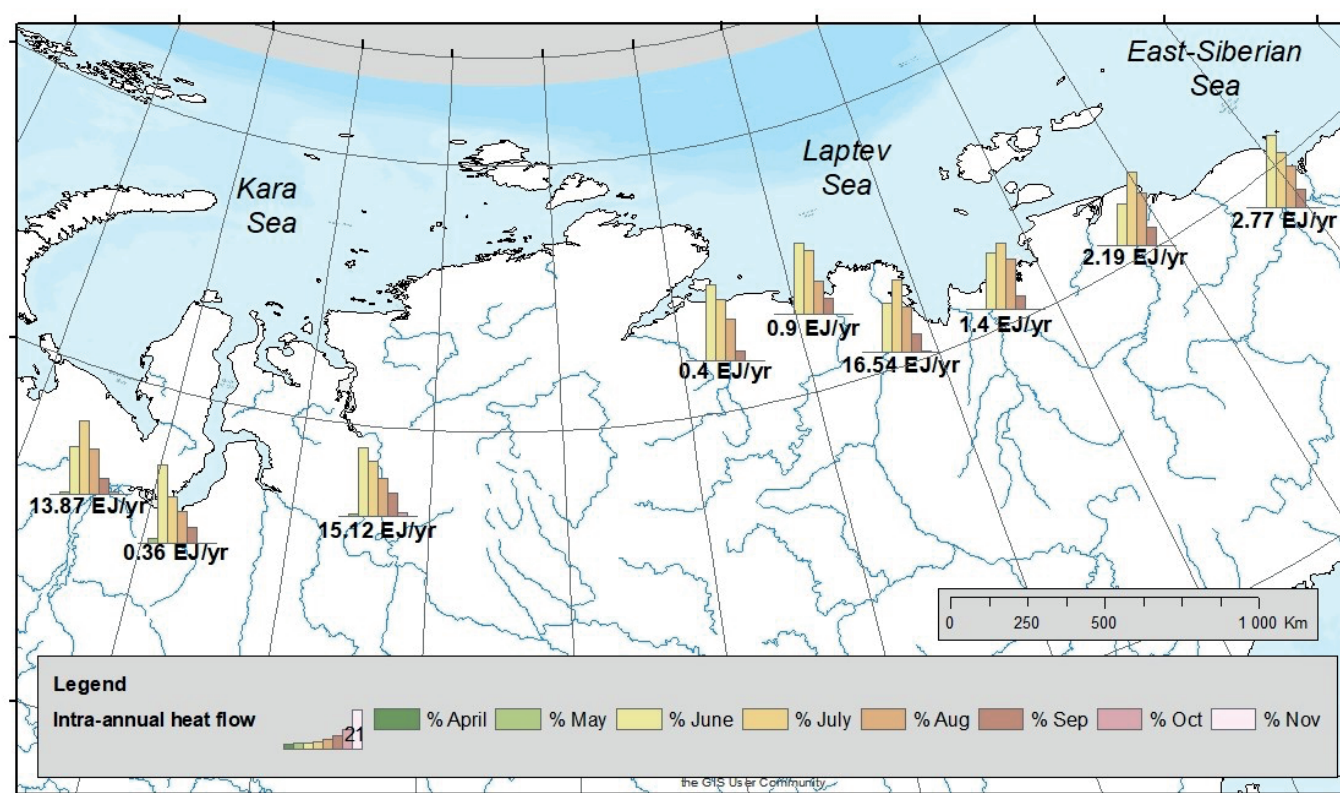 East-Siberian
Sea
Laptev
Sea
Kara
Sea
2.77 EJ/yr
2.19 EJ/yr
1.4 EJ/yr
0.9 EJ/yr
16.54 EJ/yr
0.4 EJ/yr
13.87 EJ/yr
15.12 EJ/yr
0.36 EJ/yr
0 250 500 1 000 Km
Legend
Intra-annual heat flow 21 % April % May % June % July % Aug % Sep % Oct % Nov
the GIS User Community